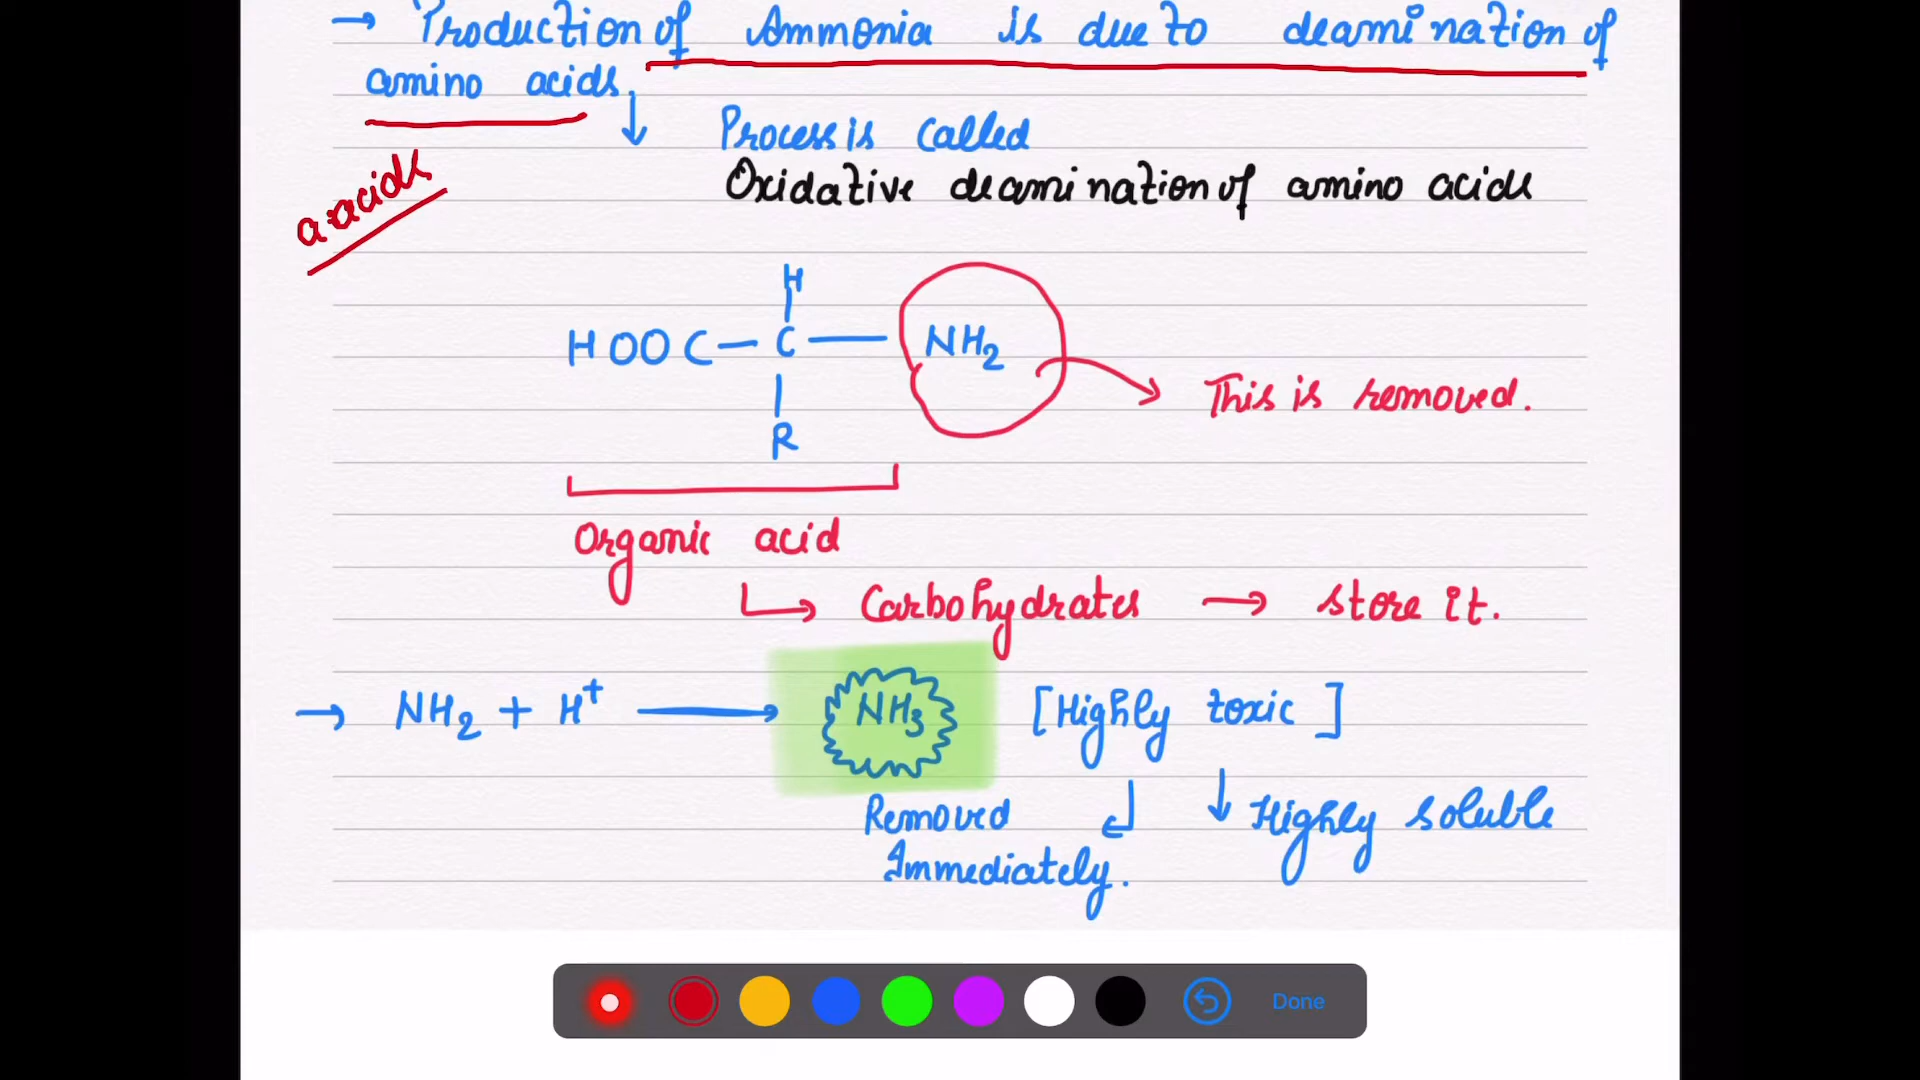 → Production of Ammonia is due to deamination of
amino acids.
↓ Process is called
Oxidative deamination of amino acids
H
HOOC — C — NH2
R
This is removed.
Organic acid
↳ Carbohydrates → store it.
→ NH2 + H+ → NH3 [Highly toxic]
Removed ↲ ↓ Highly soluble
Immediately.
Done